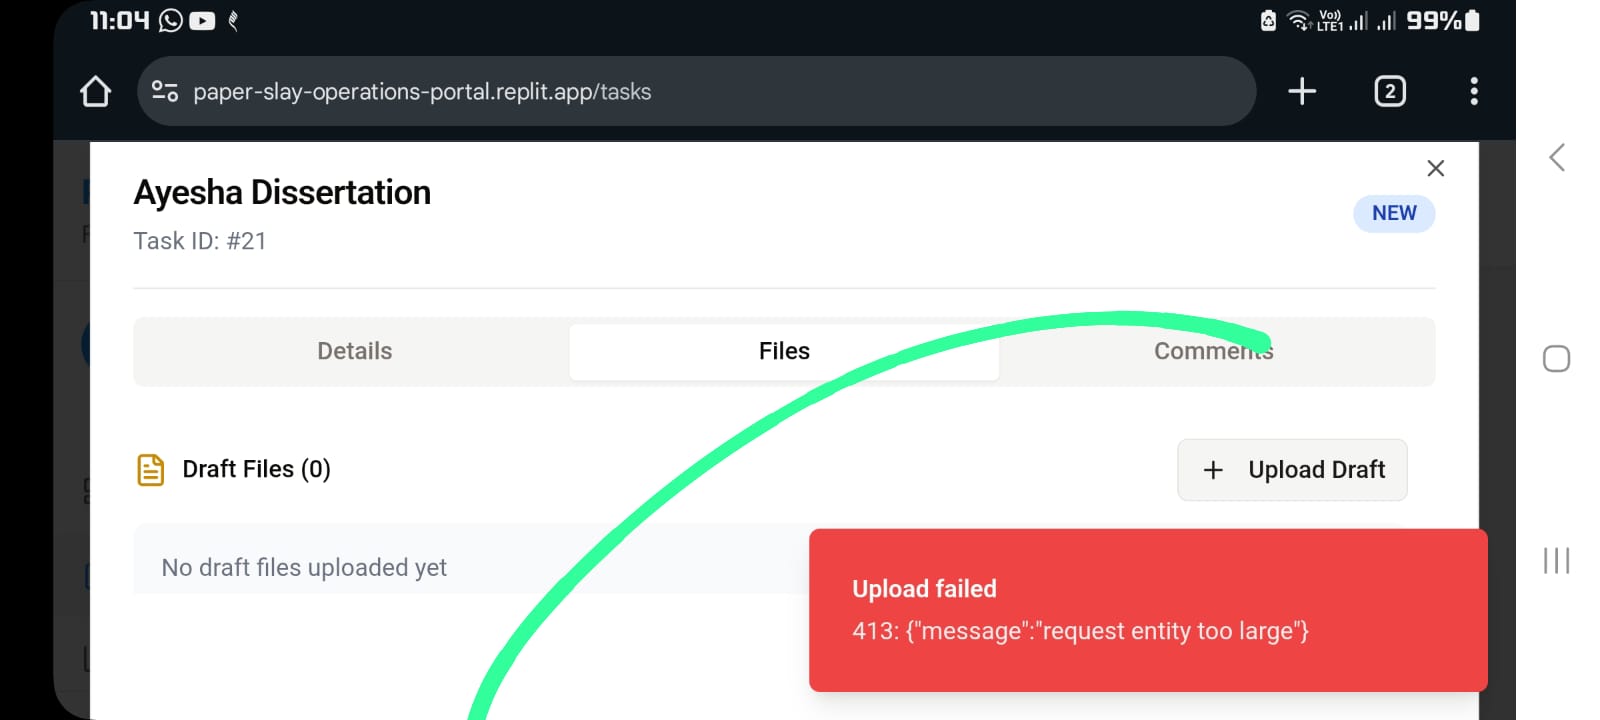 11:04
Vo))
LTE1
99%
paper-slay-operations-portal.replit.app/tasks
2
Ayesha Dissertation
NEW
Task ID: #21
Details
Files
Comments
Draft Files (0)
+ Upload Draft
No draft files uploaded yet
Upload failed
413: {"message":"request entity too large"}